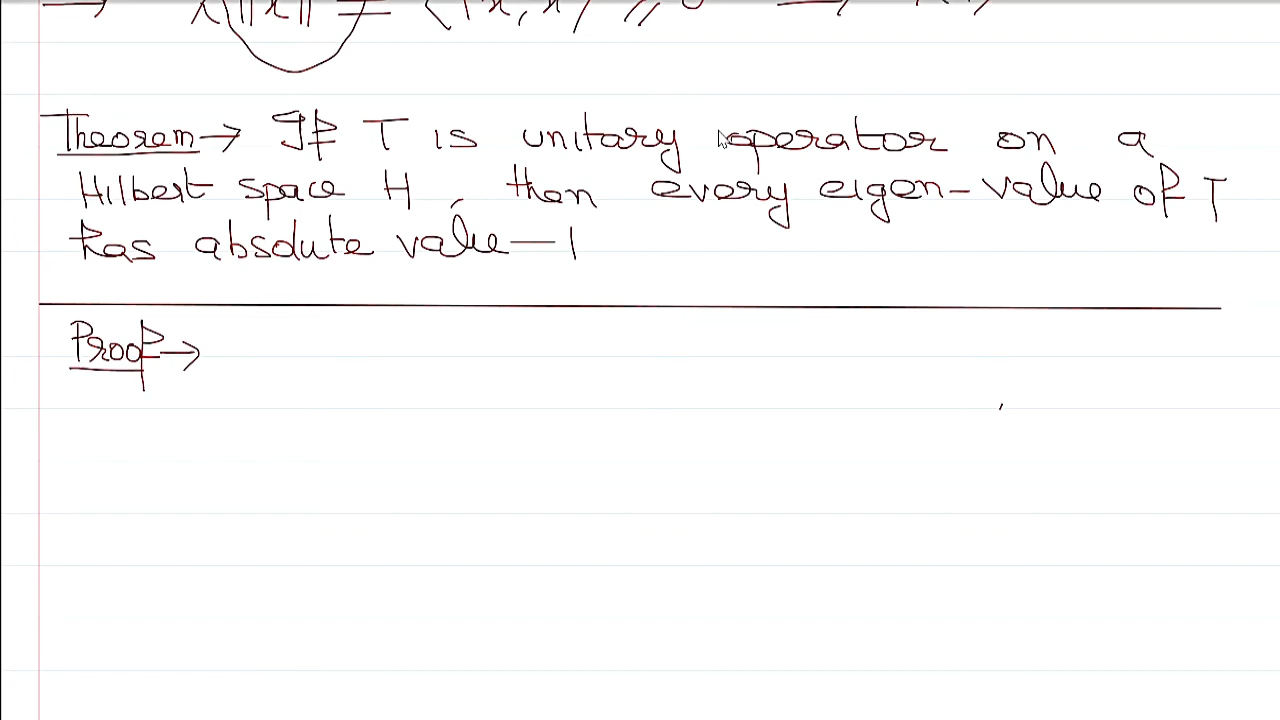 Theorem → If T is unitary operator on a
Hilbert space H, then every eigen-value of T
has absolute value - 1
Proof →